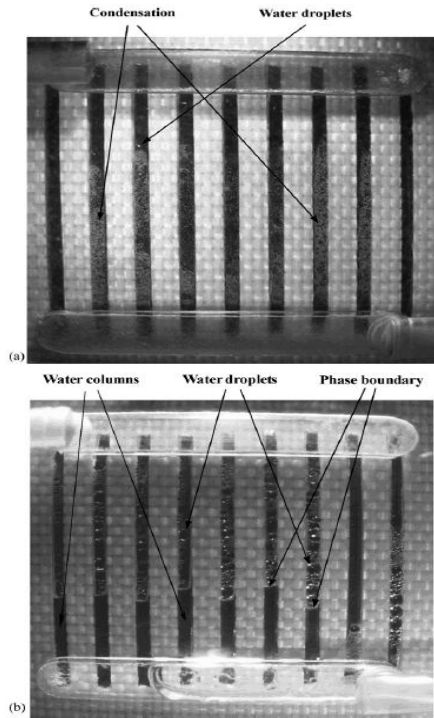 Condensation Water droplets
(a)
Water columns Water droplets Phase boundary
(b)